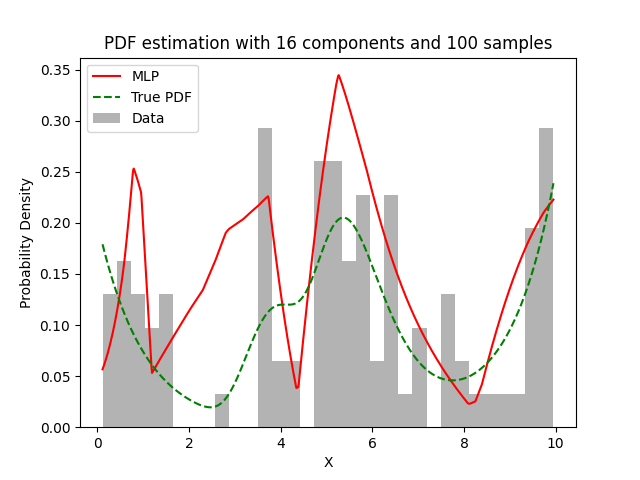 PDF estimation with 16 components and 100 samples
MLP
True PDF
Data
Probability Density
0.35
0.30
0.25
0.20
0.15
0.10
0.05
0.00
0 2 4 6 8 10
X